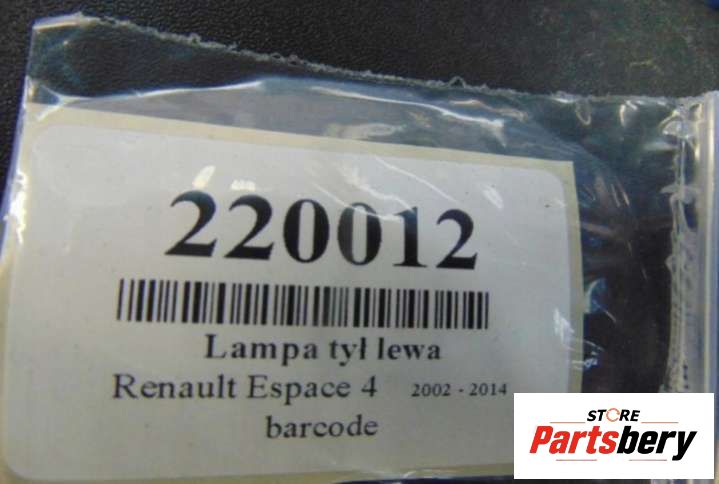 220012
Lampa tył lewa
Renault Espace 4 2002 - 2014
barcode
STORE
Partsbery